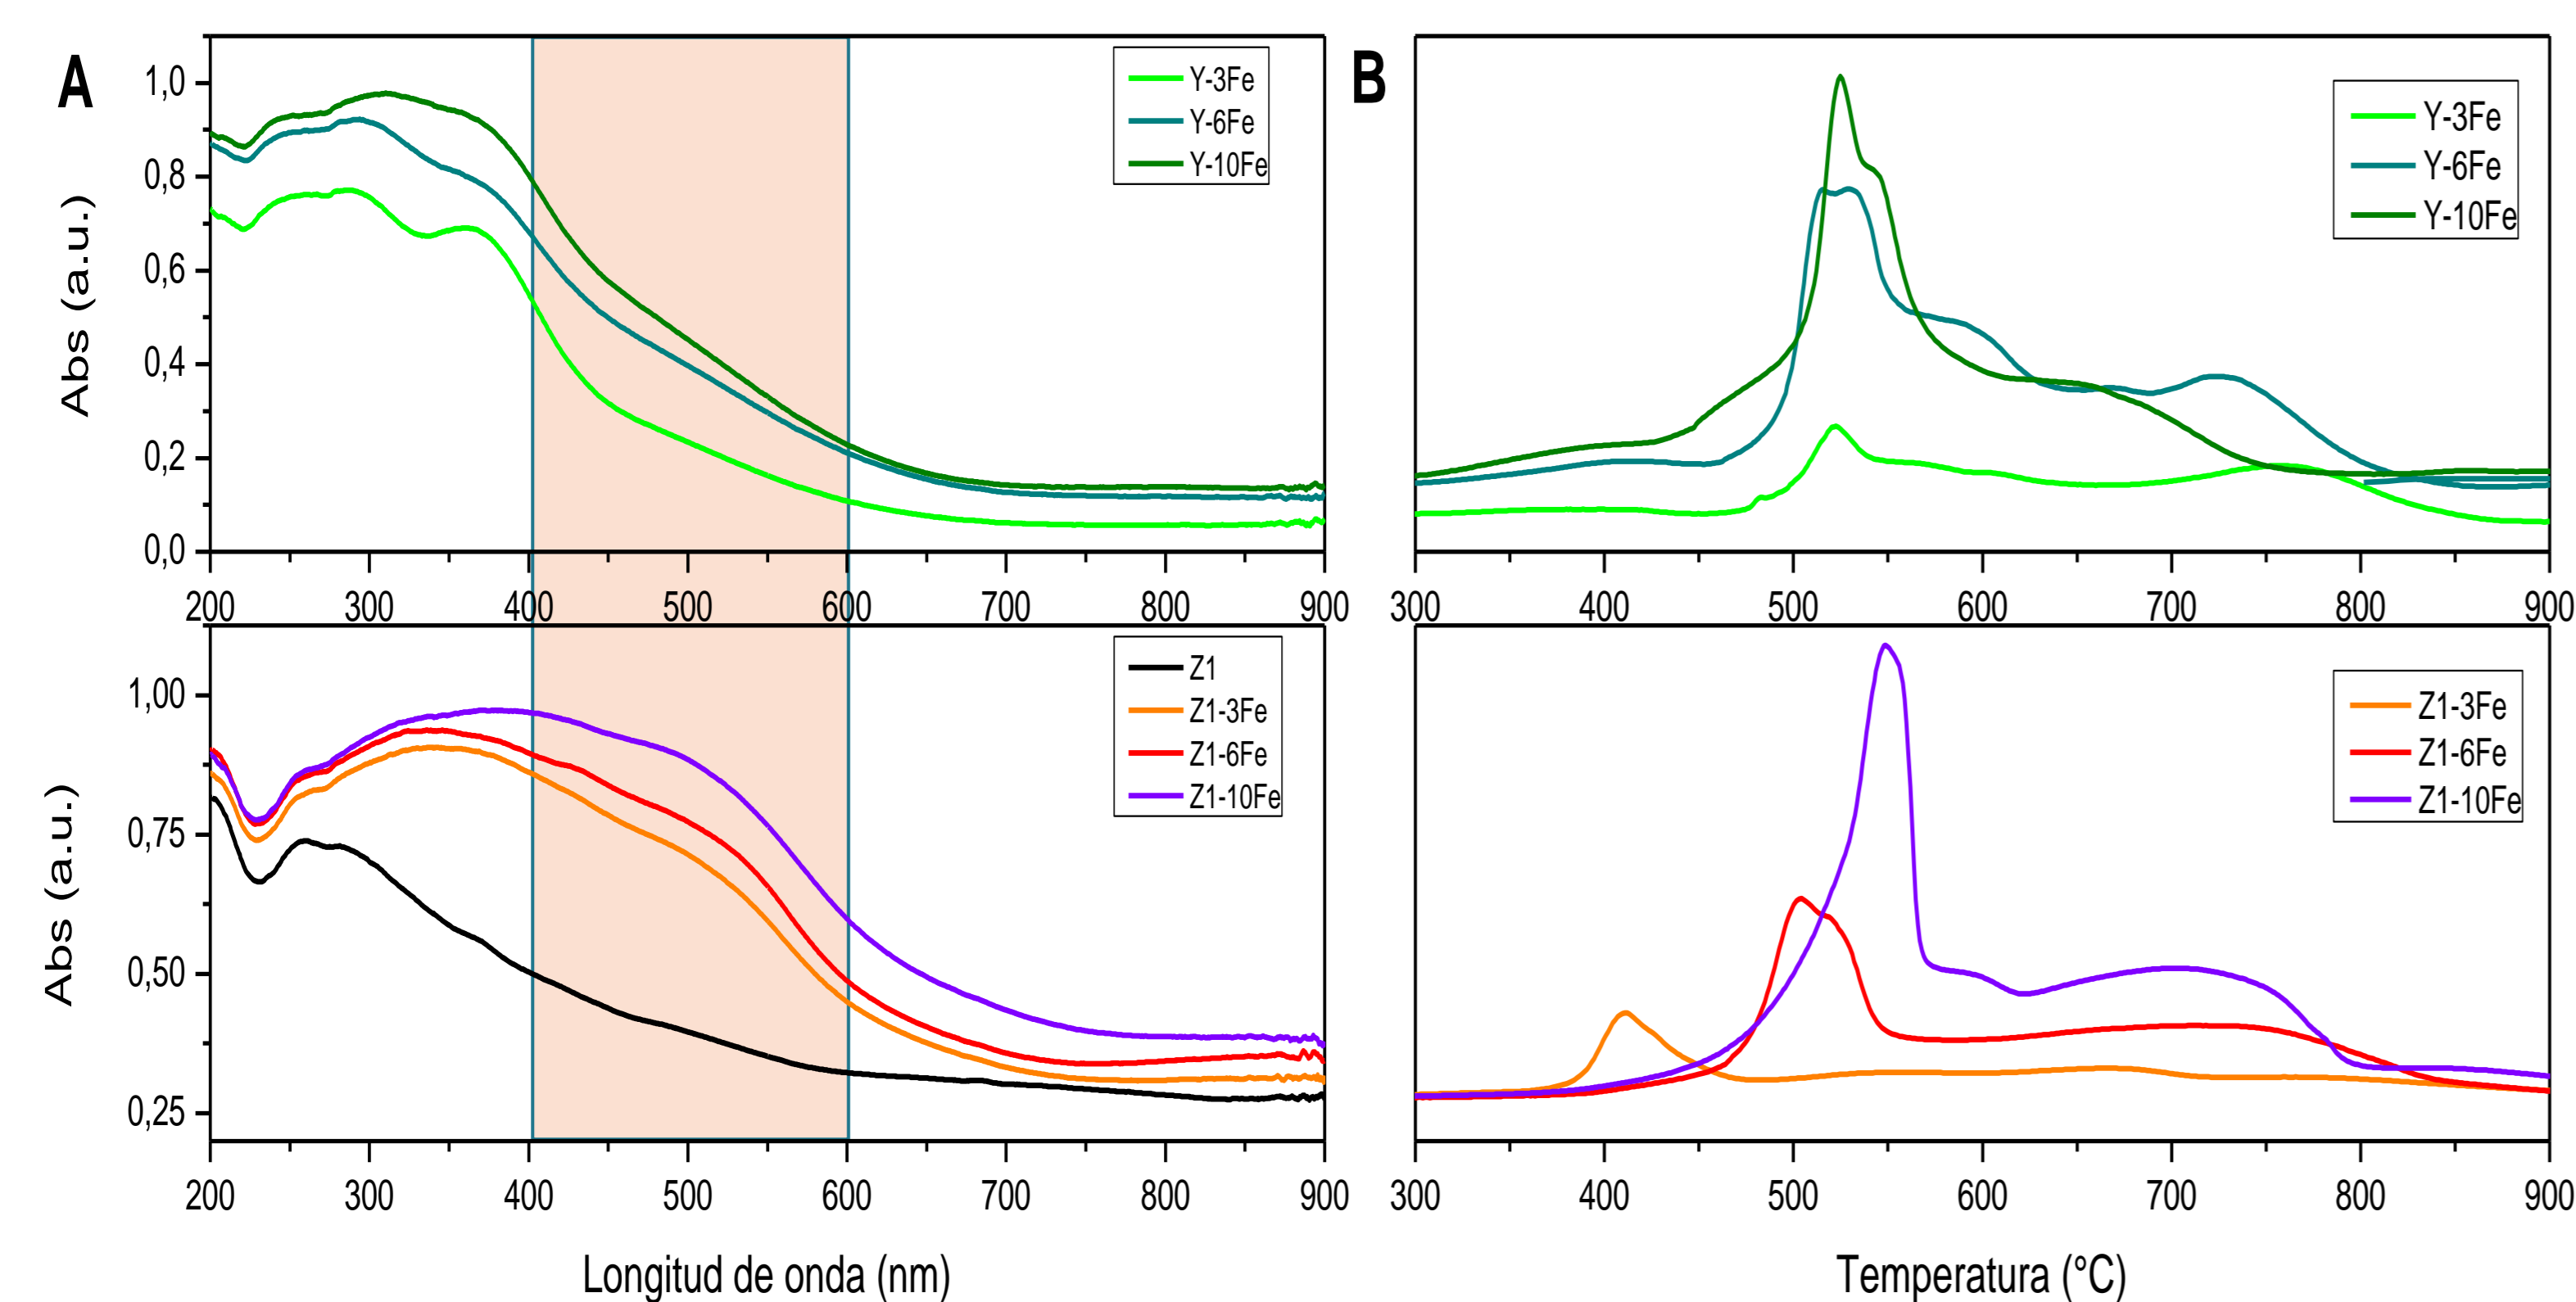 A
Abs (a.u.)
1,0
0,8
0,6
0,4
0,2
0,0
Y-3Fe
Y-6Fe
Y-10Fe
200 300 400 500 600 700 800 900
B
Y-3Fe
Y-6Fe
Y-10Fe
300 400 500 600 700 800 900
Abs (a.u.)
1,00
0,75
0,50
0,25
Z1
Z1-3Fe
Z1-6Fe
Z1-10Fe
200 300 400 500 600 700 800 900
Longitud de onda (nm)
Z1-3Fe
Z1-6Fe
Z1-10Fe
300 400 500 600 700 800 900
Temperatura (°C)